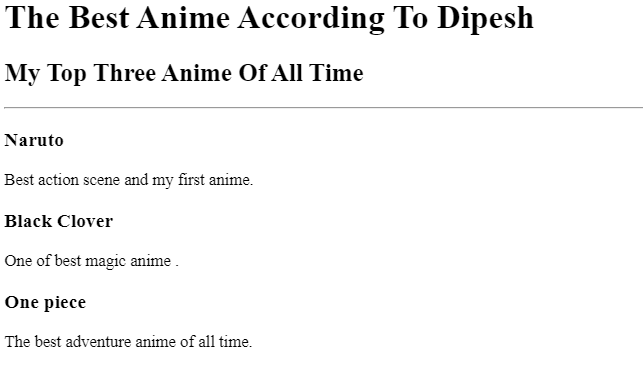 The Best Anime According To Dipesh
My Top Three Anime Of All Time
Naruto
Best action scene and my first anime.
Black Clover
One of best magic anime .
One piece
The best adventure anime of all time.